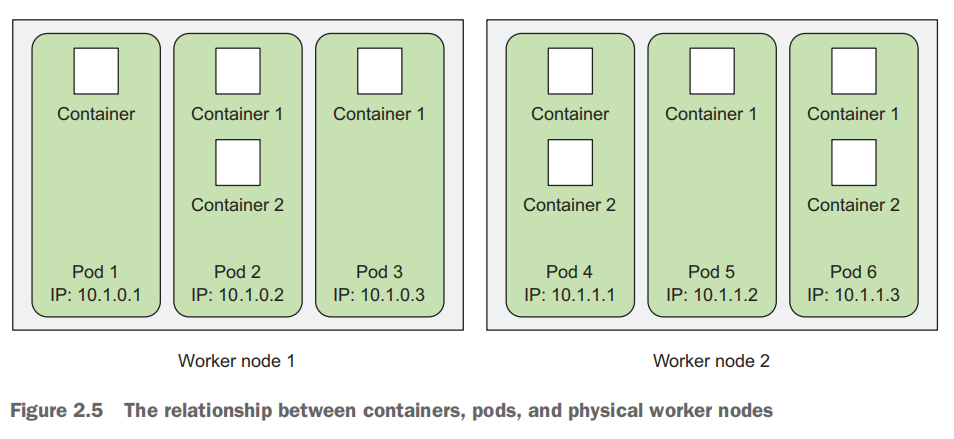 Container
Container 1
Container 1
Container 2
Pod 1
IP: 10.1.0.1
Pod 2
IP: 10.1.0.2
Pod 3
IP: 10.1.0.3
Worker node 1
Container
Container 1
Container 1
Container 2
Container 2
Pod 4
IP: 10.1.1.1
Pod 5
IP: 10.1.1.2
Pod 6
IP: 10.1.1.3
Worker node 2
Figure 2.5 The relationship between containers, pods, and physical worker nodes